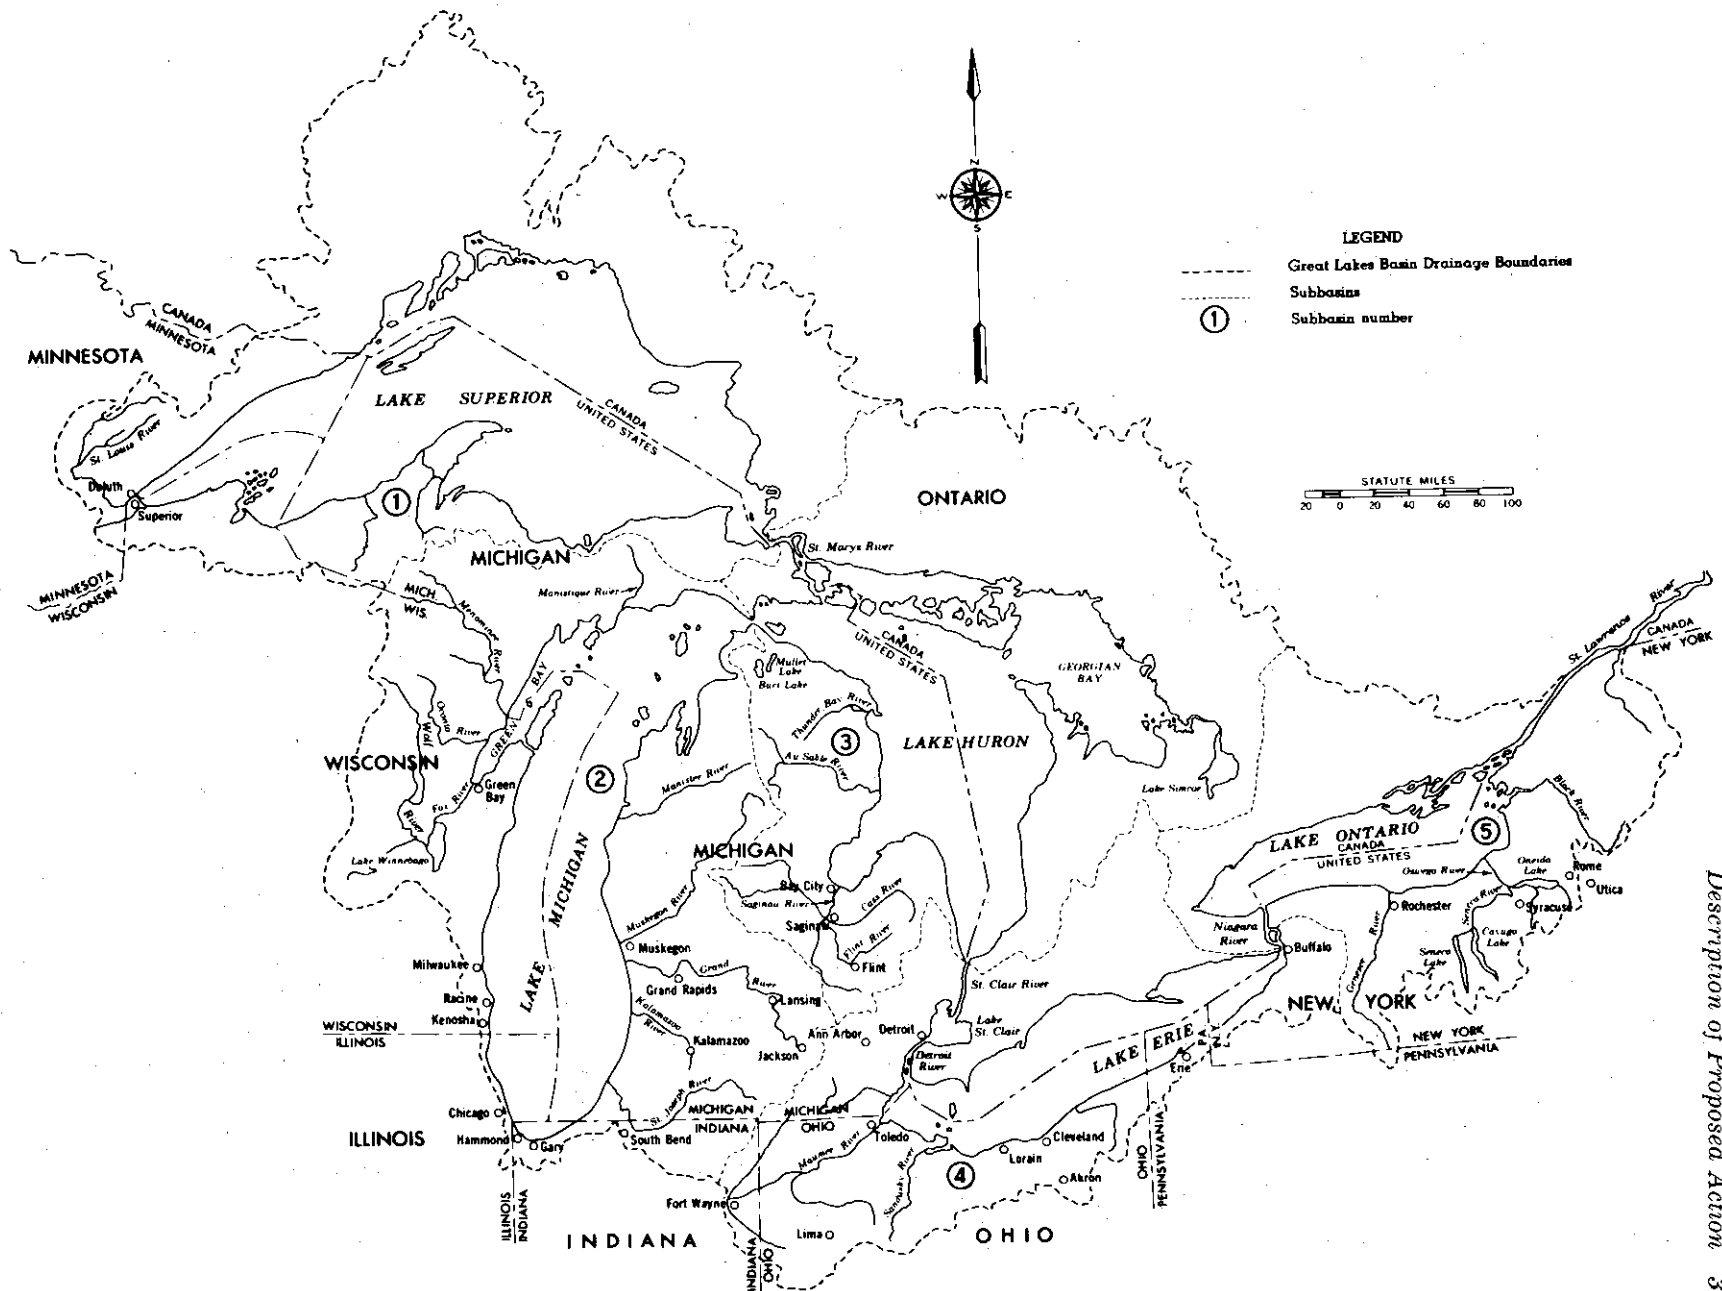 N
W
E
S
LEGEND
Great Lakes Basin Drainage Boundaries
Subbasins
1
Subbasin number
STATUTE MILES
20 0 20 40 60 80 100
CANADA
MINNESOTA
MINNESOTA
LAKE SUPERIOR
CANADA
UNITED STATES
St. Louis River
Duluth
Superior
1
ONTARIO
MINNESOTA
WISCONSIN
MICHIGAN
St. Marys River
MICH.
WIS.
Menominee River
Manistique River
CANADA
UNITED STATES
GEORGIAN
BAY
Mullet
Lake
Burt Lake
Thunder Bay River
3
LAKE HURON
GREEN BAY
6
Oconto River
Wolf
River
WISCONSIN
2
Au Sable River
Manistee River
Lake Simcoe
Green
Bay
Fox River
Lake Winnebago
St. Lawrence River
CANADA
NEW YORK
Black River
LAKE ONTARIO
CANADA
UNITED STATES
5
Oswego River
Oneida
Lake
Rome
Utica
MICHIGAN
Bay City
Saginaw River
Cass River
Saginaw
Flint River
Flint
Muskegon River
Muskegon
LAKE MICHIGAN
Milwaukee
Racine
Kenosha
WISCONSIN
ILLINOIS
Grand
River
Grand Rapids
Lansing
Kalamazoo
River
Kalamazoo
Jackson
Ann Arbor
Detroit
Detroit
River
St. Clair River
Lake
St. Clair
Niagara
River
Buffalo
Rochester
Genesee
River
Seneca River
Syracuse
Seneca
Lake
Cayuga
Lake
NEW YORK
NEW YORK
PENNSYLVANIA
LAKE ERIE
PA.
N.Y.
Erie
Chicago
ILLINOIS
Hammond
Gary
St. Joseph River
South Bend
MICHIGAN
INDIANA
MICHIGAN
OHIO
Toledo
Maumee River
Sandusky River
4
Lorain
Cleveland
Akron
OHIO
PENNSYLVANIA
Fort Wayne
Lima
ILLINOIS
INDIANA
INDIANA
INDIANA
OHIO
OHIO
Description of Proposed Action 3